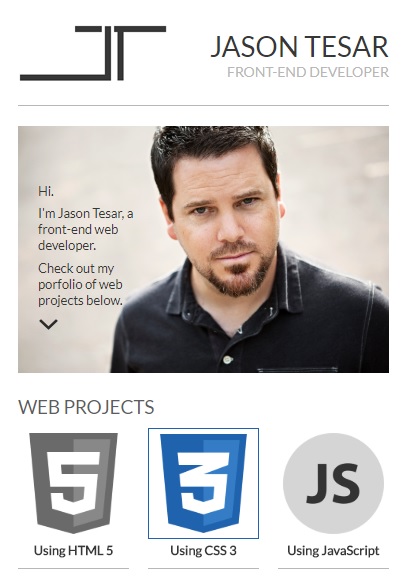 JT
JASON TESAR
FRONT-END DEVELOPER
Hi.
I'm Jason Tesar, a
front-end web
developer.
Check out my
porfolio of web
projects below.
WEB PROJECTS
5
3
JS
Using HTML 5
Using CSS 3
Using JavaScript